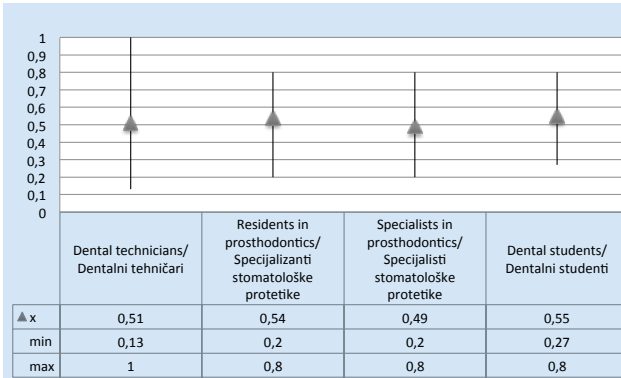 1
0,9
0,8
0,7
0,6
0,5
0,4
0,3
0,2
0,1
0
Dental technicians/
Dentalni tehničari
Residents in
prosthodontics/
Specijalizanti
stomatološke
protetike
Specialists in
prosthodontics/
Specijalisti
stomatološke
protetike
Dental students/
Dentalni studenti
x 0,51 0,54 0,49 0,55
min 0,13 0,2 0,2 0,27
max 1 0,8 0,8 0,8